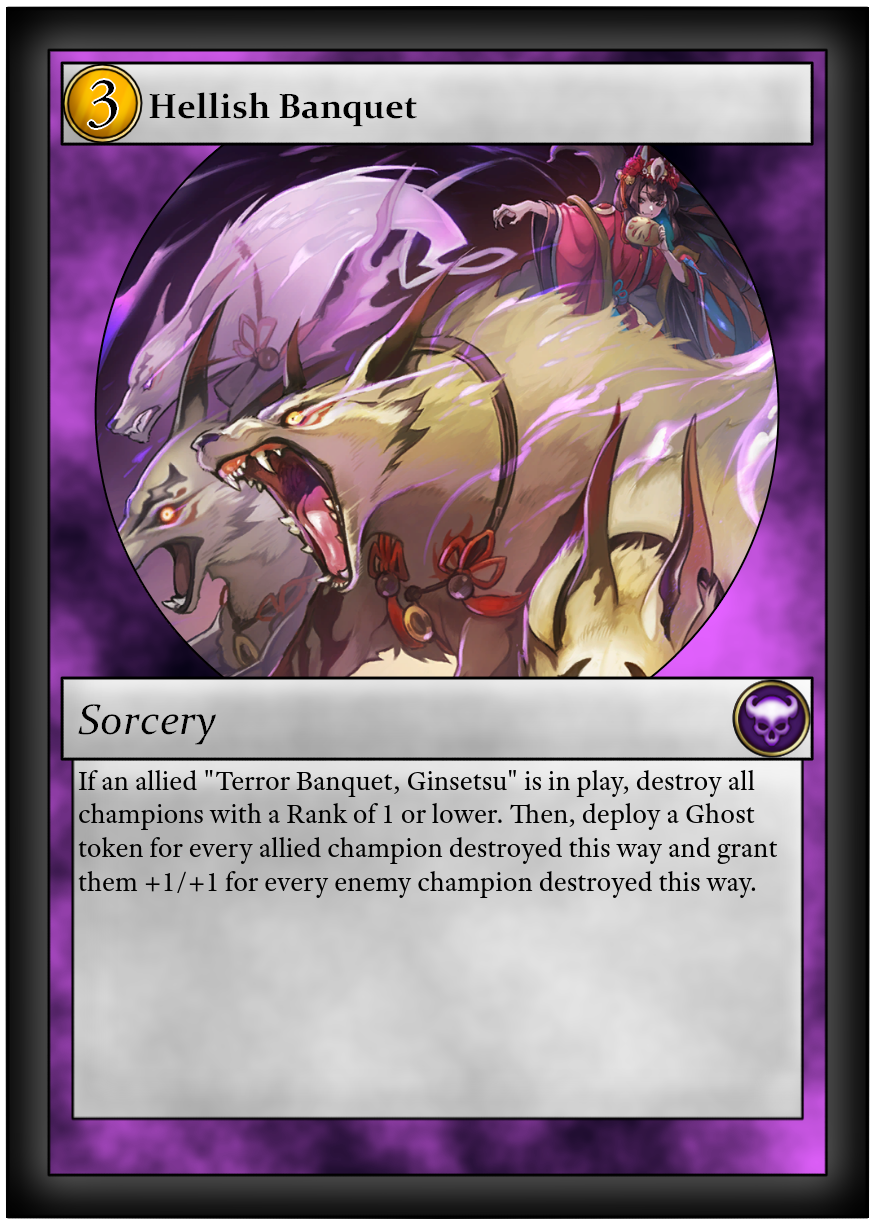 3 Hellish Banquet
Sorcery
If an allied "Terror Banquet, Ginsetsu" is in play, destroy all
champions with a Rank of 1 or lower. Then, deploy a Ghost
token for every allied champion destroyed this way and grant
them +1/+1 for every enemy champion destroyed this way.